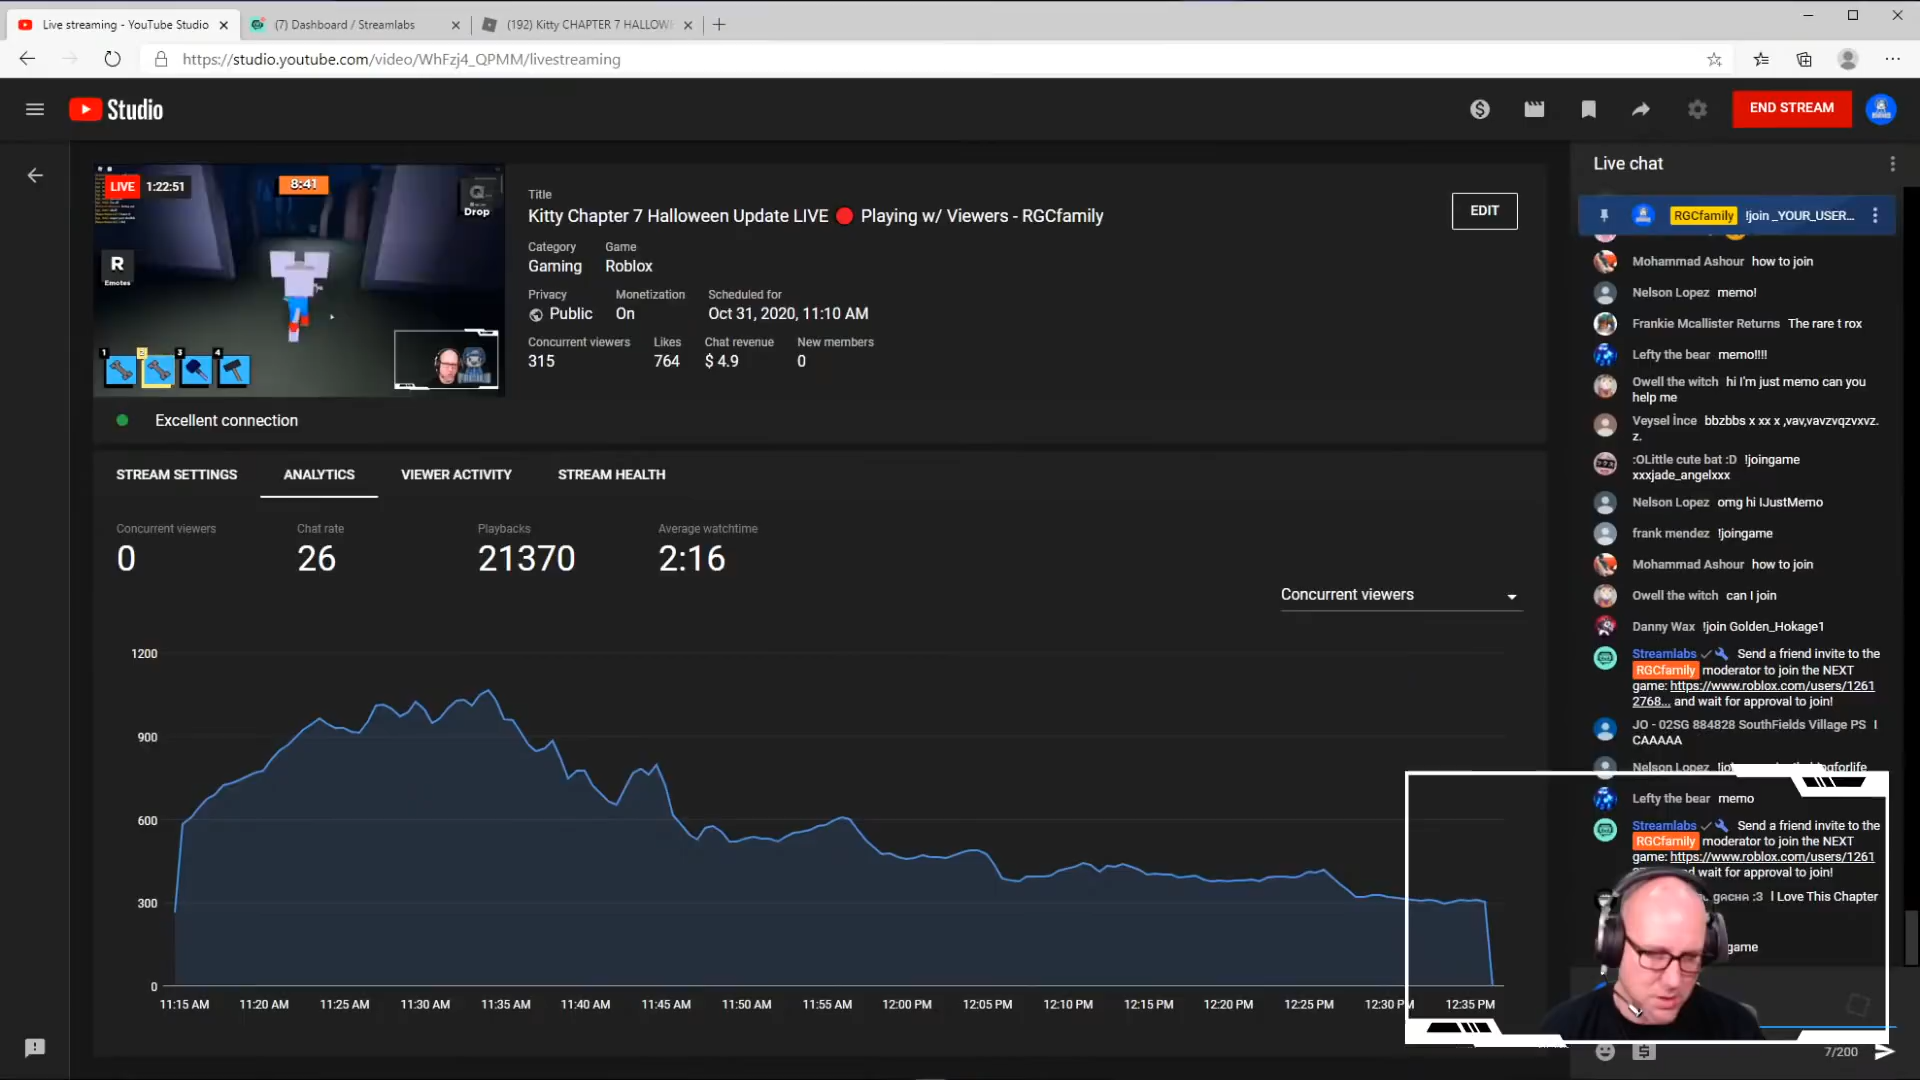 Live streaming - YouTube Studio
(7) Dashboard / Streamlabs
(192) Kitty CHAPTER 7 HALLOW
https://studio.youtube.com/video/WhFzj4_QPMM/livestreaming
Studio
END STREAM
LIVE 1:22:51
8:41
Drop
R
Emotes
1 2 3 4
Title
Kitty Chapter 7 Halloween Update LIVE 🔴 Playing w/ Viewers - RGCfamily
EDIT
Category Game
Gaming Roblox
Privacy Monetization Scheduled for
Public On Oct 31, 2020, 11:10 AM
Concurrent viewers Likes Chat revenue New members
315 764 $ 4.9 0
Excellent connection
STREAM SETTINGS ANALYTICS VIEWER ACTIVITY STREAM HEALTH
Concurrent viewers Chat rate Playbacks Average watchtime
0 26 21370 2:16
Concurrent viewers
1200
900
600
300
0
11:15 AM 11:20 AM 11:25 AM 11:30 AM 11:35 AM 11:40 AM 11:45 AM 11:50 AM 11:55 AM 12:00 PM 12:05 PM 12:10 PM 12:15 PM 12:20 PM 12:25 PM 12:30 PM 12:35 PM
Live chat
RGCfamily !join _YOUR_USER...
Mohammad Ashour how to join
Nelson Lopez memo!
Frankie Mcallister Returns The rare t rox
Lefty the bear memo!!!!
Owell the witch hi I'm just memo can you
help me
Veysel İnce bbzbbs x xx x ,vav,vavzvqzvxvz.
z.
:OLittle cute bat :D !joingame
xxxjade_angelxxx
Nelson Lopez omg hi IJustMemo
frank mendez !joingame
Mohammad Ashour how to join
Owell the witch can I join
Danny Wax !join Golden_Hokage1
Streamlabs Send a friend invite to the
RGCfamily moderator to join the NEXT
game: https://www.roblox.com/users/1261
2768... and wait for approval to join!
JO - 02SG 884828 SouthFields Village PS I
CAAAAA
Nelson Lopez
Lefty the bear memo
Streamlabs Send a friend invite to the
RGCfamily moderator to join the NEXT
game: https://www.roblox.com/users/1261
and wait for approval to join!
gacha :3 I Love This Chapter
game
7/200